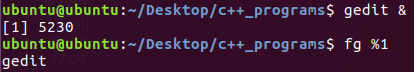 ubuntu@ubuntu:~/Desktop/c++_programs$ gedit &
[1] 5230
ubuntu@ubuntu:~/Desktop/c++_programs$ fg %1
gedit